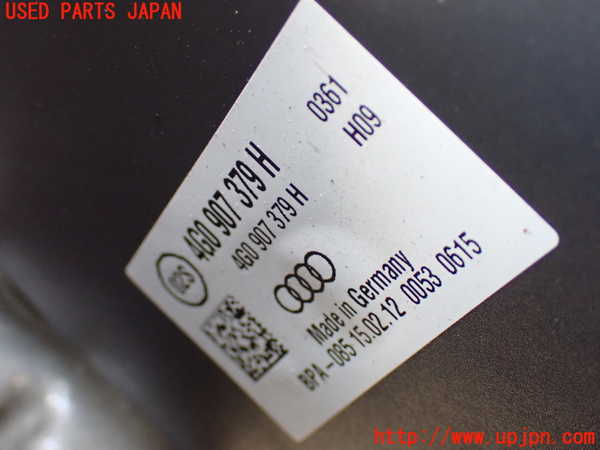 USED PARTS JAPAN
0361
H09
4G0 907 379 H
4G0 907 379 H
Made in Germany
BPA-085 15.02.12 0053 0615
http://www.upjpn.com